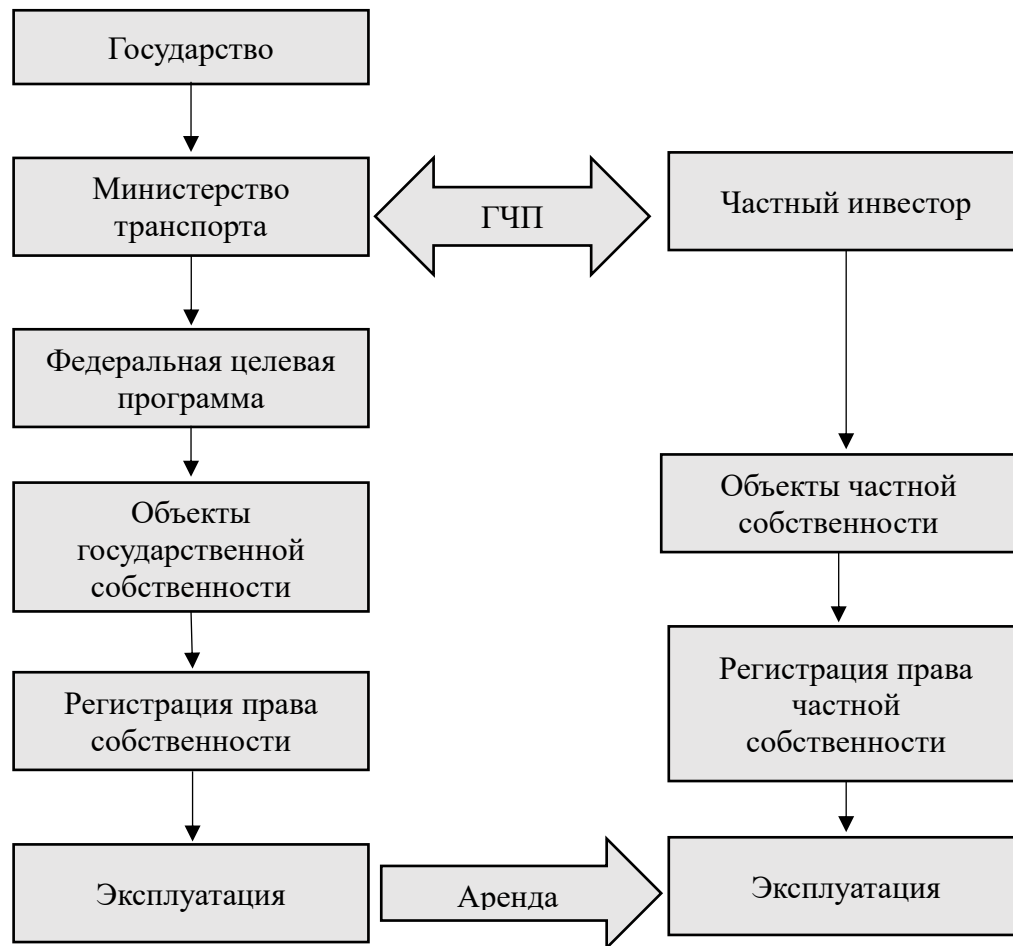 Государство
Министерство
транспорта
ГЧП
Частный инвестор
Федеральная целевая
программа
Объекты
государственной
собственности
Объекты частной
собственности
Регистрация права
собственности
Регистрация права
частной
собственности
Эксплуатация
Аренда
Эксплуатация